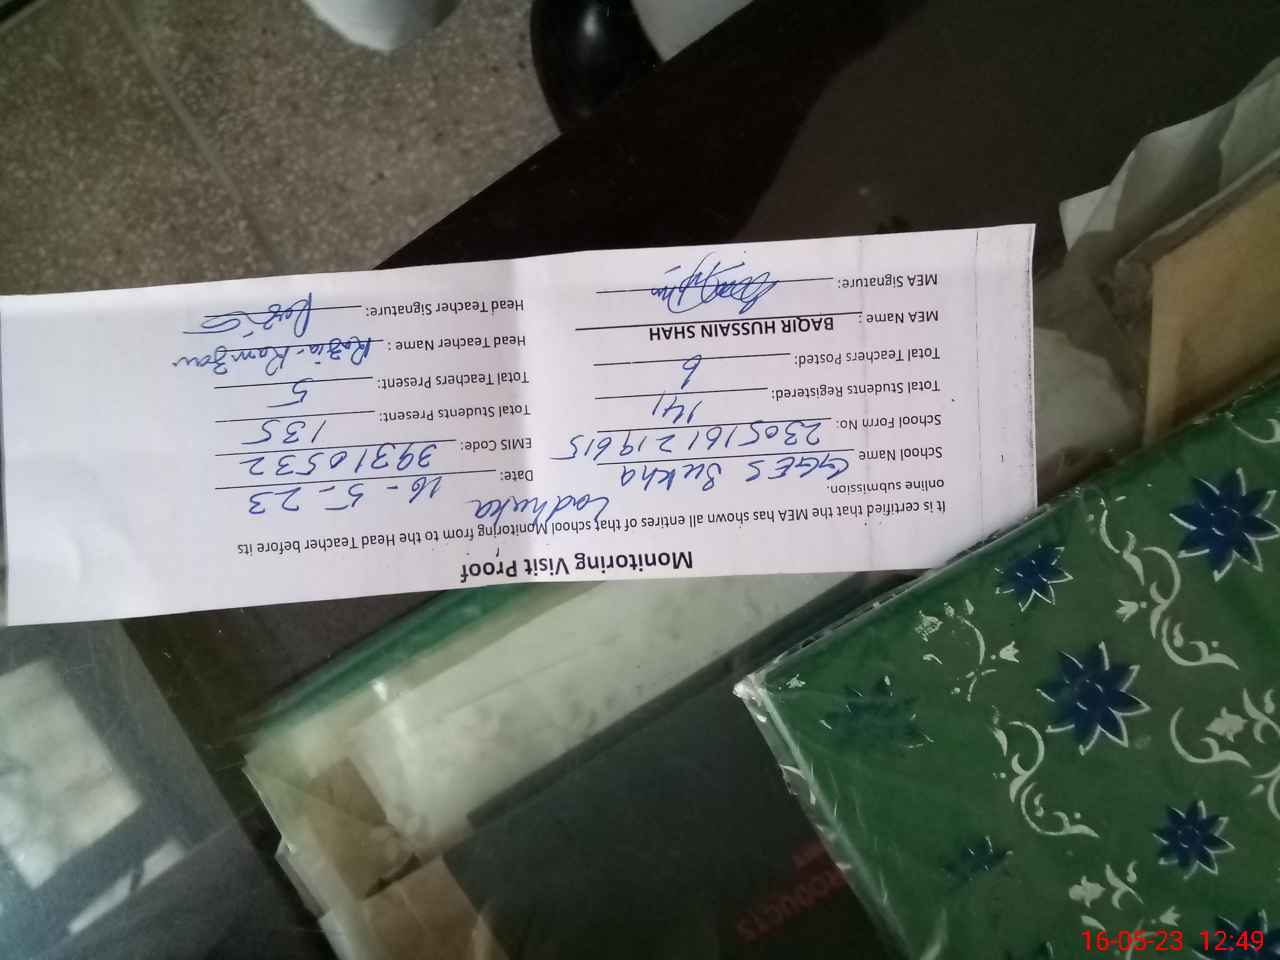 Monitoring Visit Proof
It is certified that the MEA has shown all entires of that school Monitoring from to the Head Teacher before its
online submission.
School Name GGES Sukha Ladhuka Date: 16-5-23
School Form No: 2305161219615 EMIS Code: 39310532
Total Students Registered: 141 Total Students Present: 135
Total Teachers Posted: 6 Total Teachers Present: 5
MEA Name: BAQIR HUSSAIN SHAH Head Teacher Name: Razia Ramzan
MEA Signature: Head Teacher Signature: Razia
PRODUCTS
16-05-23 12:49